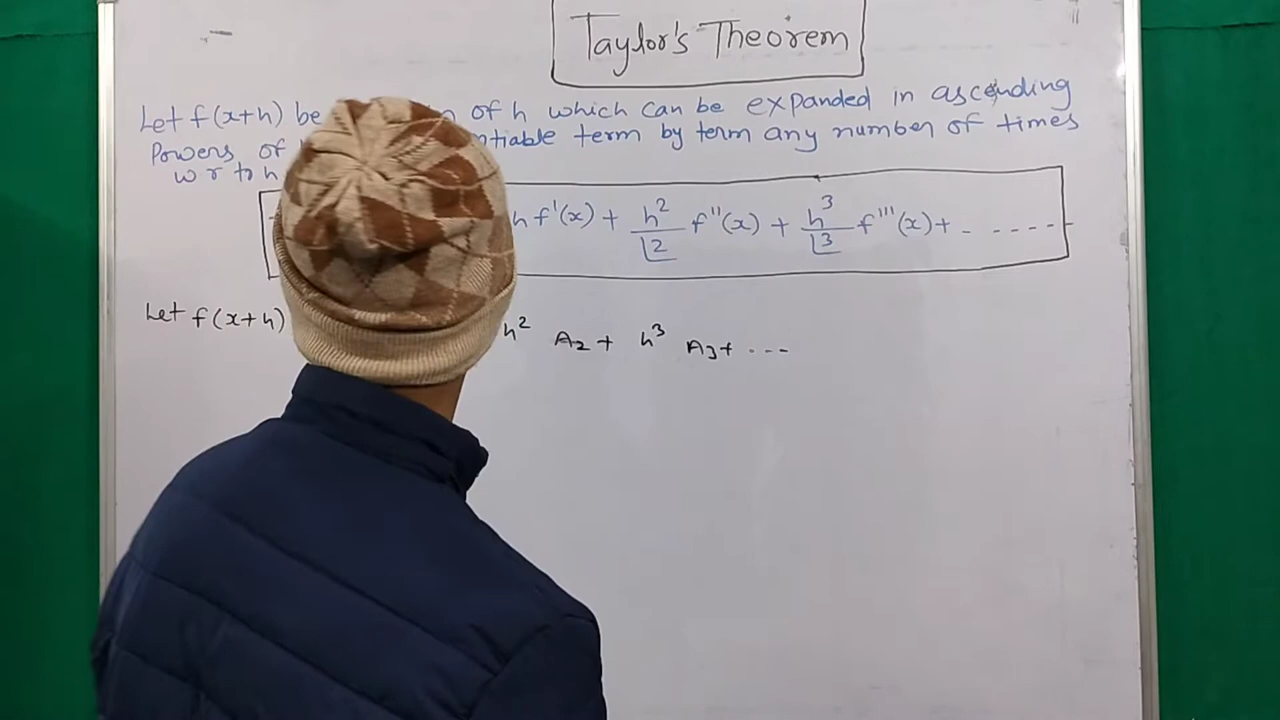 Taylor's Theorem
Let f(x+h) be of h which can be expanded in ascending
Powers of term by term any number of times
w r to h
h f'(x) + h² / ⌊2 f''(x) + h³ / ⌊3 f'''(x) + - - - - - -
Let f(x+h) h² A₂ + h³ A₃ + ---